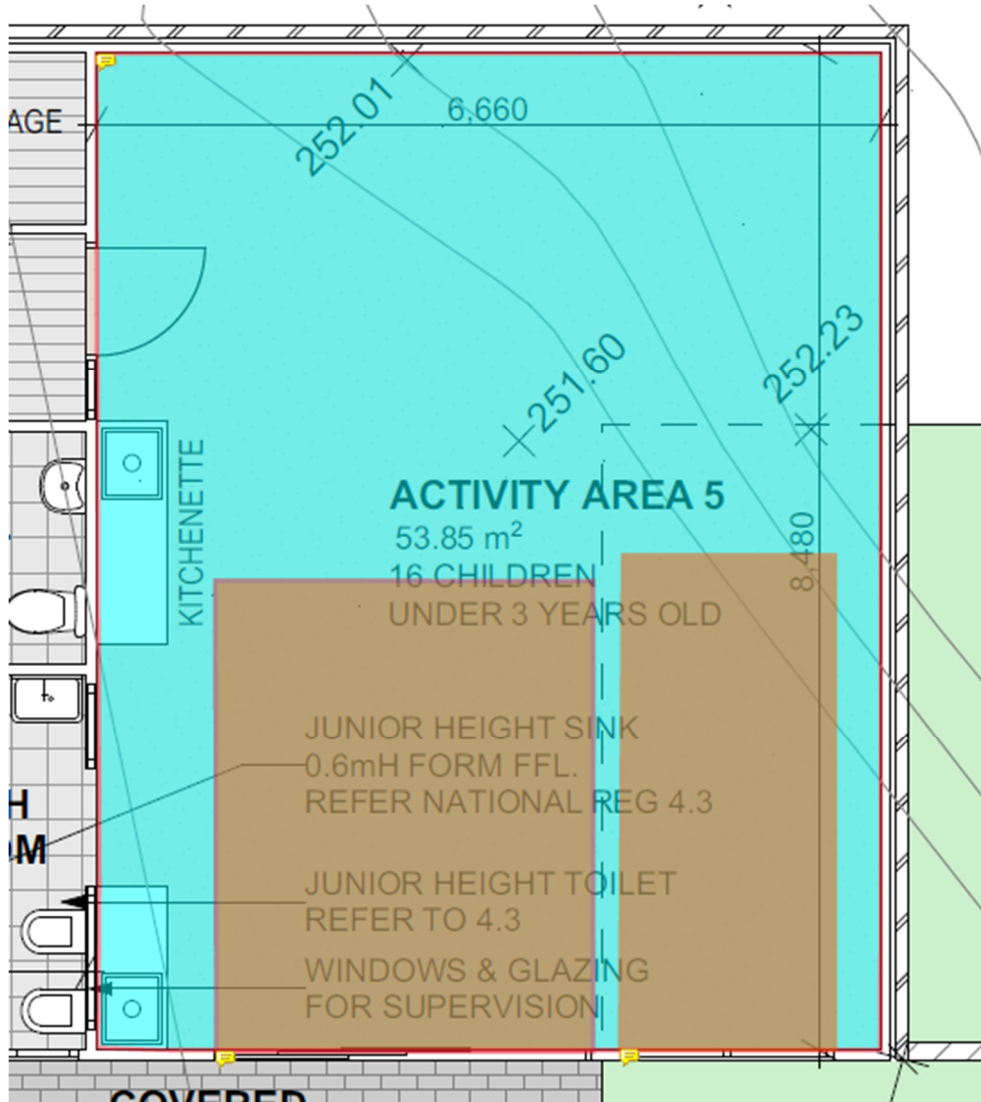 252.01
6,660
AGE
252.23
251.60
KITCHENETTE
ACTIVITY AREA 5
53.85 m²
16 CHILDREN
UNDER 3 YEARS OLD
8,480
JUNIOR HEIGHT SINK
0.6mH FORM FFL.
REFER NATIONAL REG 4.3
H
OM
JUNIOR HEIGHT TOILET
REFER TO 4.3
WINDOWS & GLAZING
FOR SUPERVISION
COVERED